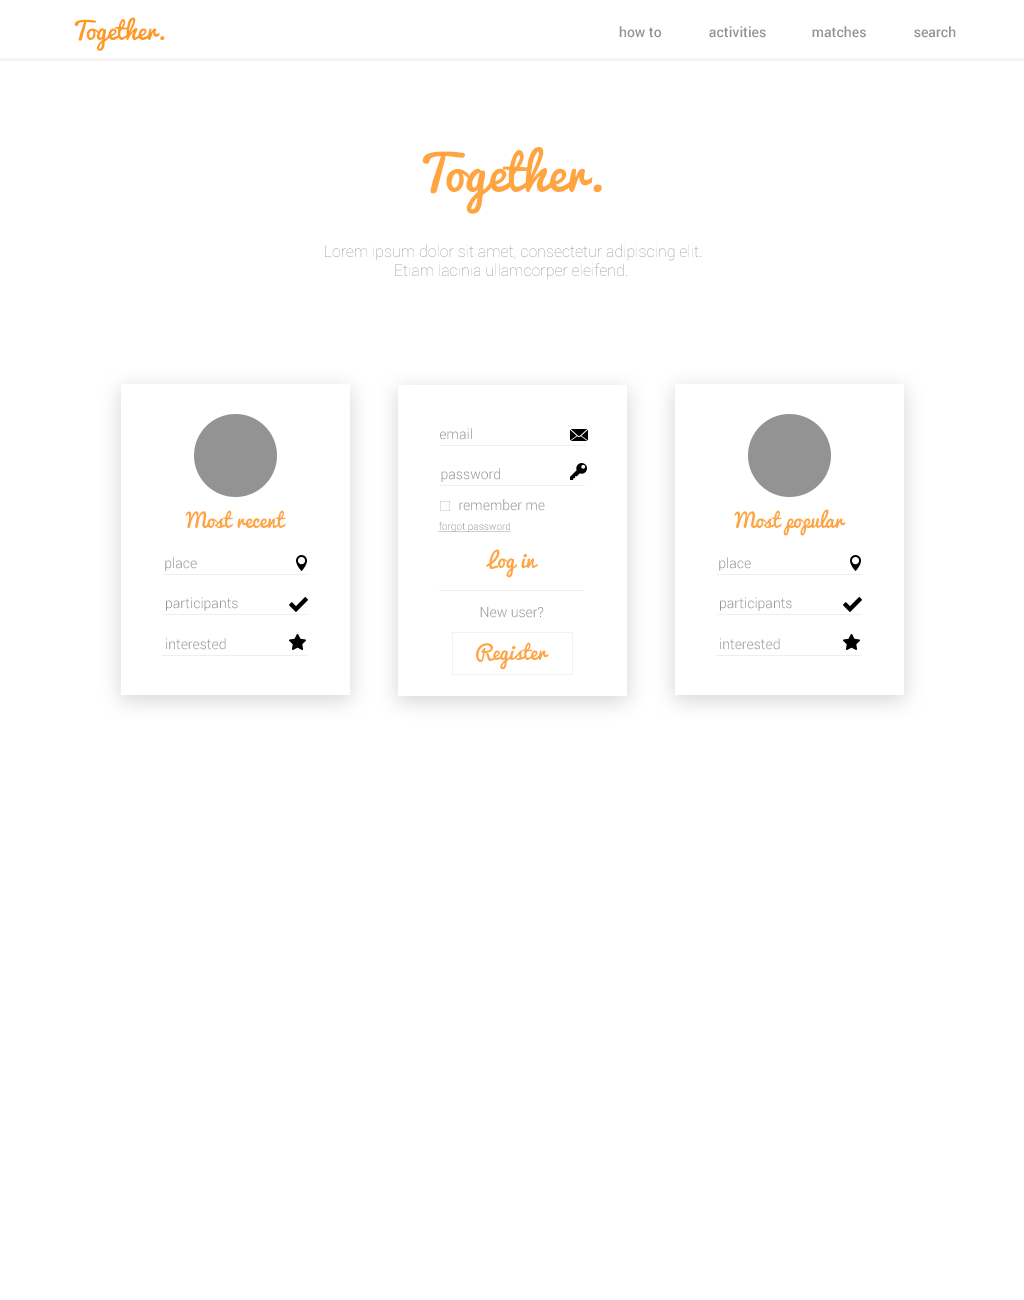 Together.
how to
activities
matches
search
Together.
Lorem ipsum dolor sit amet, consectetur adipiscing elit.
Etiam lacinia ullamcorper eleifend.
Most recent
place
participants
interested
email
password
remember me
forgot password
Log in
New user?
Register
Most popular
place
participants
interested